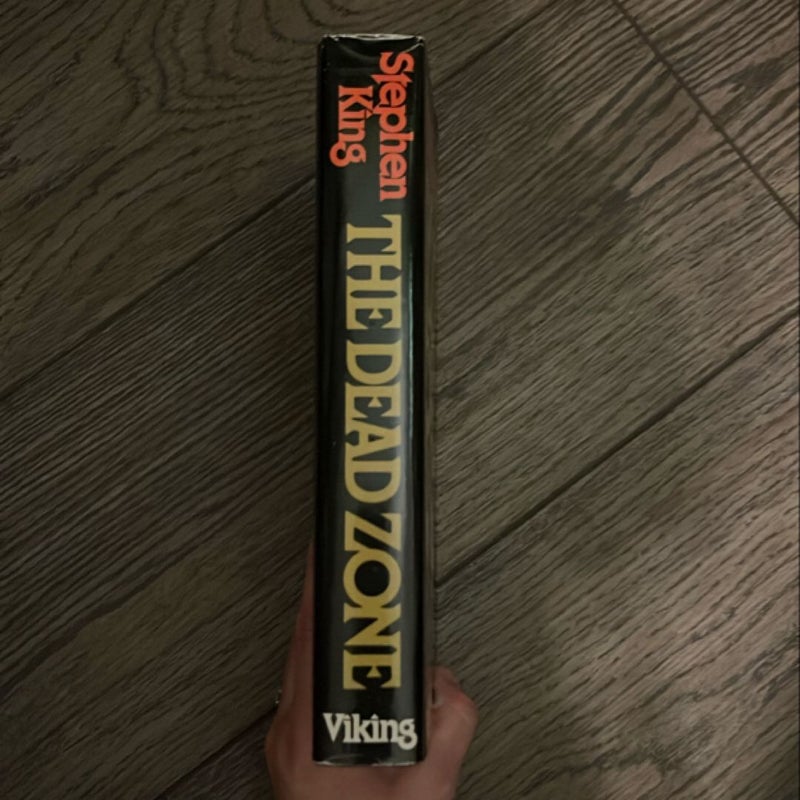 Stephen
King
THE DEAD ZONE
Viking